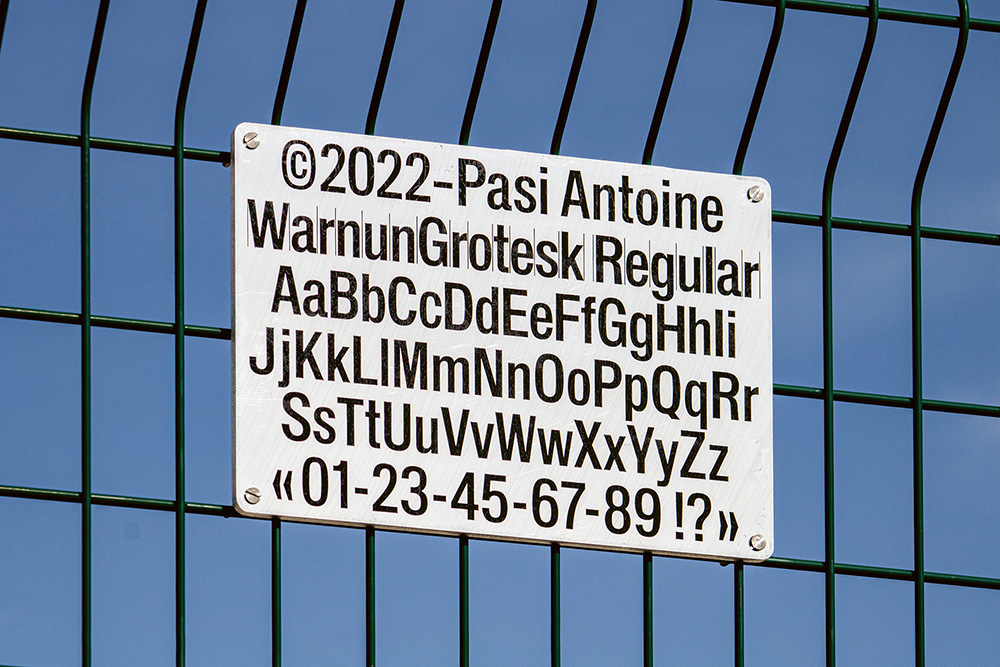 ©2022-Pasi Antoine
WarnunGrotesk Regular
AaBbCcDdEeFfGgHhIi
JjKkLlMmNnOoPpQqRr
SsTtUuVvWwXxYyZz
«01-23-45-67-89 !?»